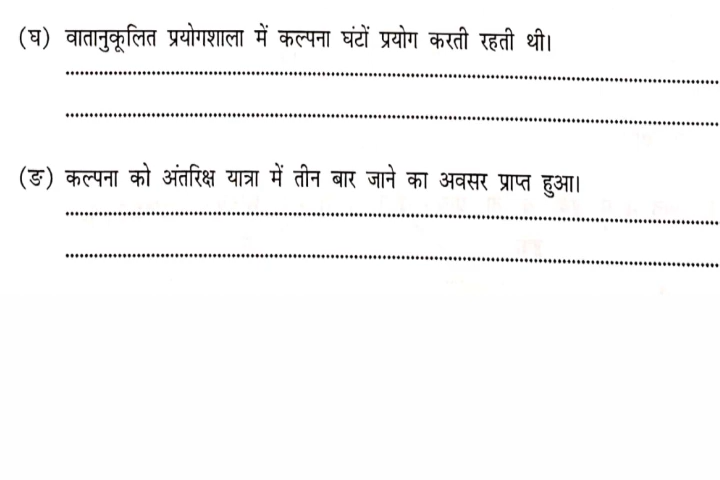 (घ) वातानुकूलित प्रयोगशाला में कल्पना घंटों प्रयोग करती रहती थी।
(ङ) कल्पना को अंतरिक्ष यात्रा में तीन बार जाने का अवसर प्राप्त हुआ।